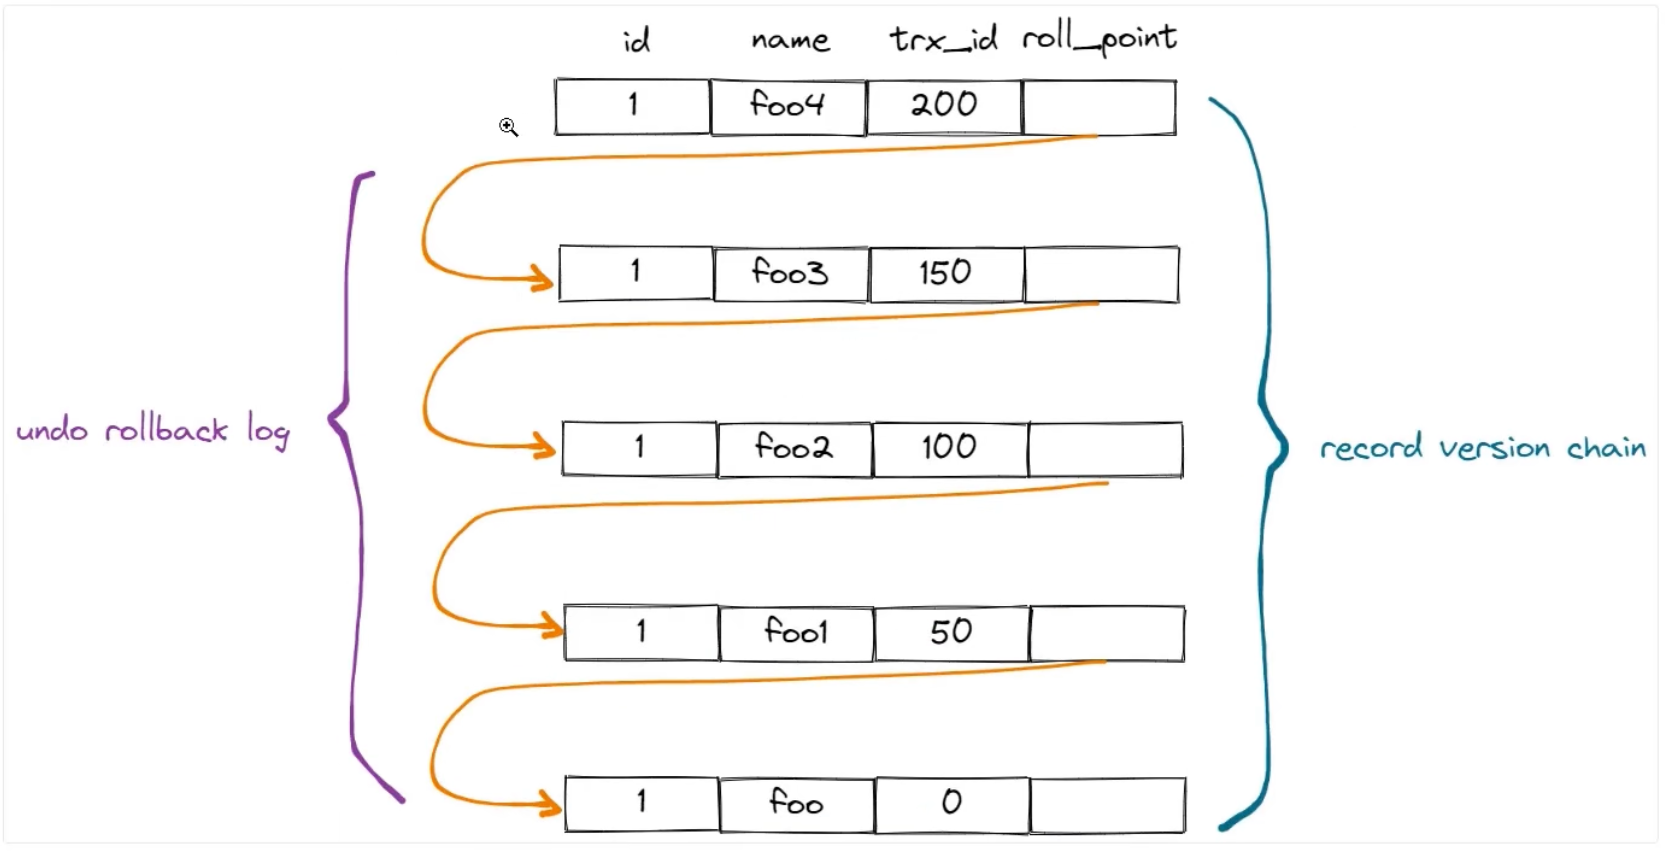 id name trx_id roll_point
1 foo4 200
1 foo3 150
undo rollback log
1 foo2 100
record version chain
1 foo1 50
1 foo 0